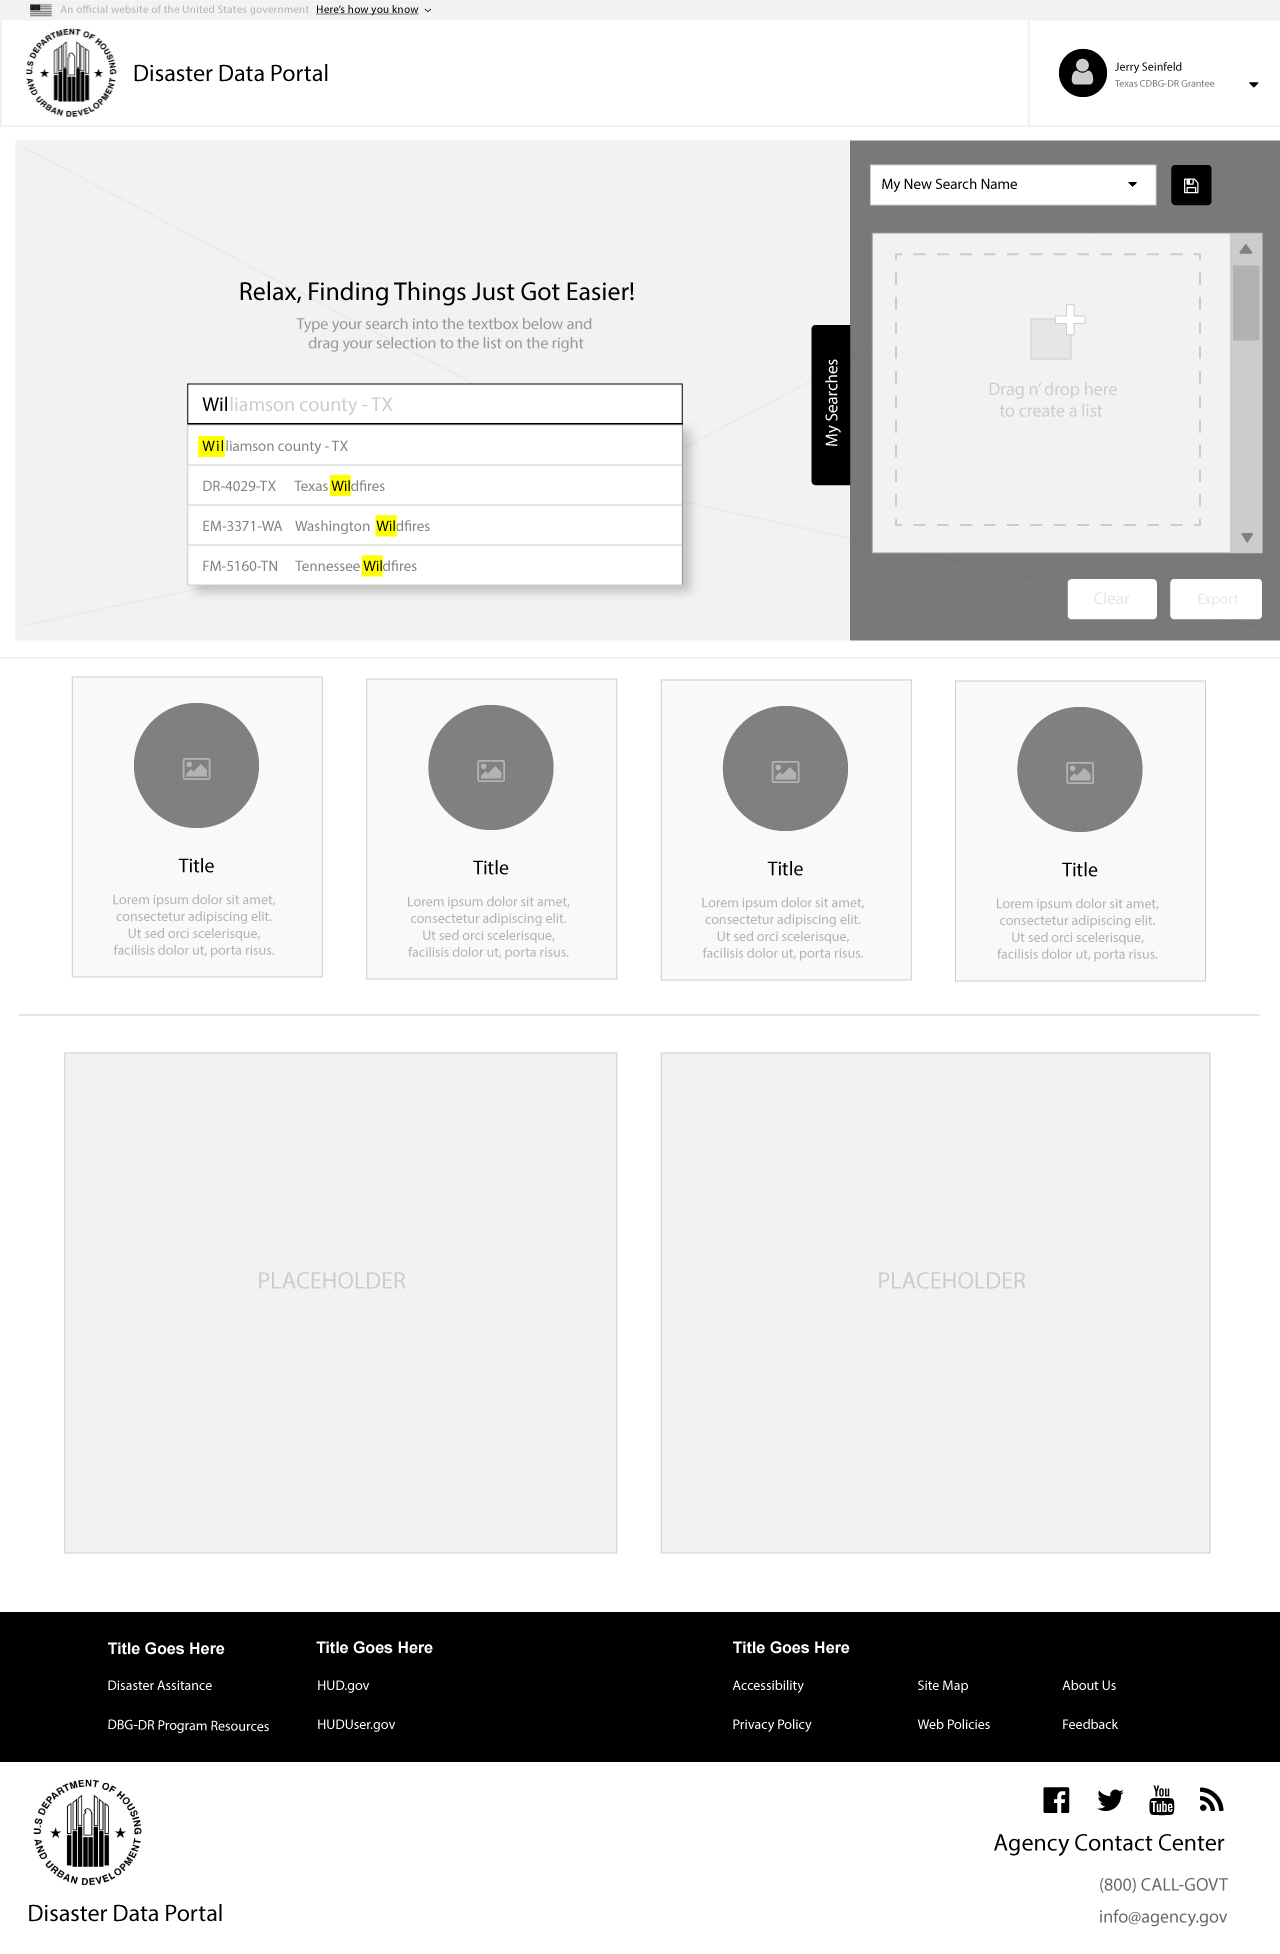 An official website of the United States government Here's how you know
U.S DEPARTMENT OF HOUSING
AND URBAN DEVELOPMENT
Disaster Data Portal
Jerry Seinfeld
Texas CDBG-DR Grantee
My New Search Name
Relax, Finding Things Just Got Easier!
Type your search into the textbox below and
drag your selection to the list on the right
Williamson county - TX
Williamson county - TX
DR-4029-TX Texas Wildfires
EM-3371-WA Washington Wildfires
FM-5160-TN Tennessee Wildfires
My Searches
Drag n' drop here
to create a list
Clear
Export
Title
Lorem ipsum dolor sit amet,
consectetur adipiscing elit.
Ut sed orci scelerisque,
facilisis dolor ut, porta risus.
Title
Lorem ipsum dolor sit amet,
consectetur adipiscing elit.
Ut sed orci scelerisque,
facilisis dolor ut, porta risus.
Title
Lorem ipsum dolor sit amet,
consectetur adipiscing elit.
Ut sed orci scelerisque,
facilisis dolor ut, porta risus.
Title
Lorem ipsum dolor sit amet,
consectetur adipiscing elit.
Ut sed orci scelerisque,
facilisis dolor ut, porta risus.
PLACEHOLDER
PLACEHOLDER
Title Goes Here
Disaster Assitance
DBG-DR Program Resources
Title Goes Here
HUD.gov
HUDUser.gov
Title Goes Here
Accessibility
Site Map
About Us
Privacy Policy
Web Policies
Feedback
U.S DEPARTMENT OF HOUSING
AND URBAN DEVELOPMENT
Disaster Data Portal
You
Tube
Agency Contact Center
(800) CALL-GOVT
info@agency.gov